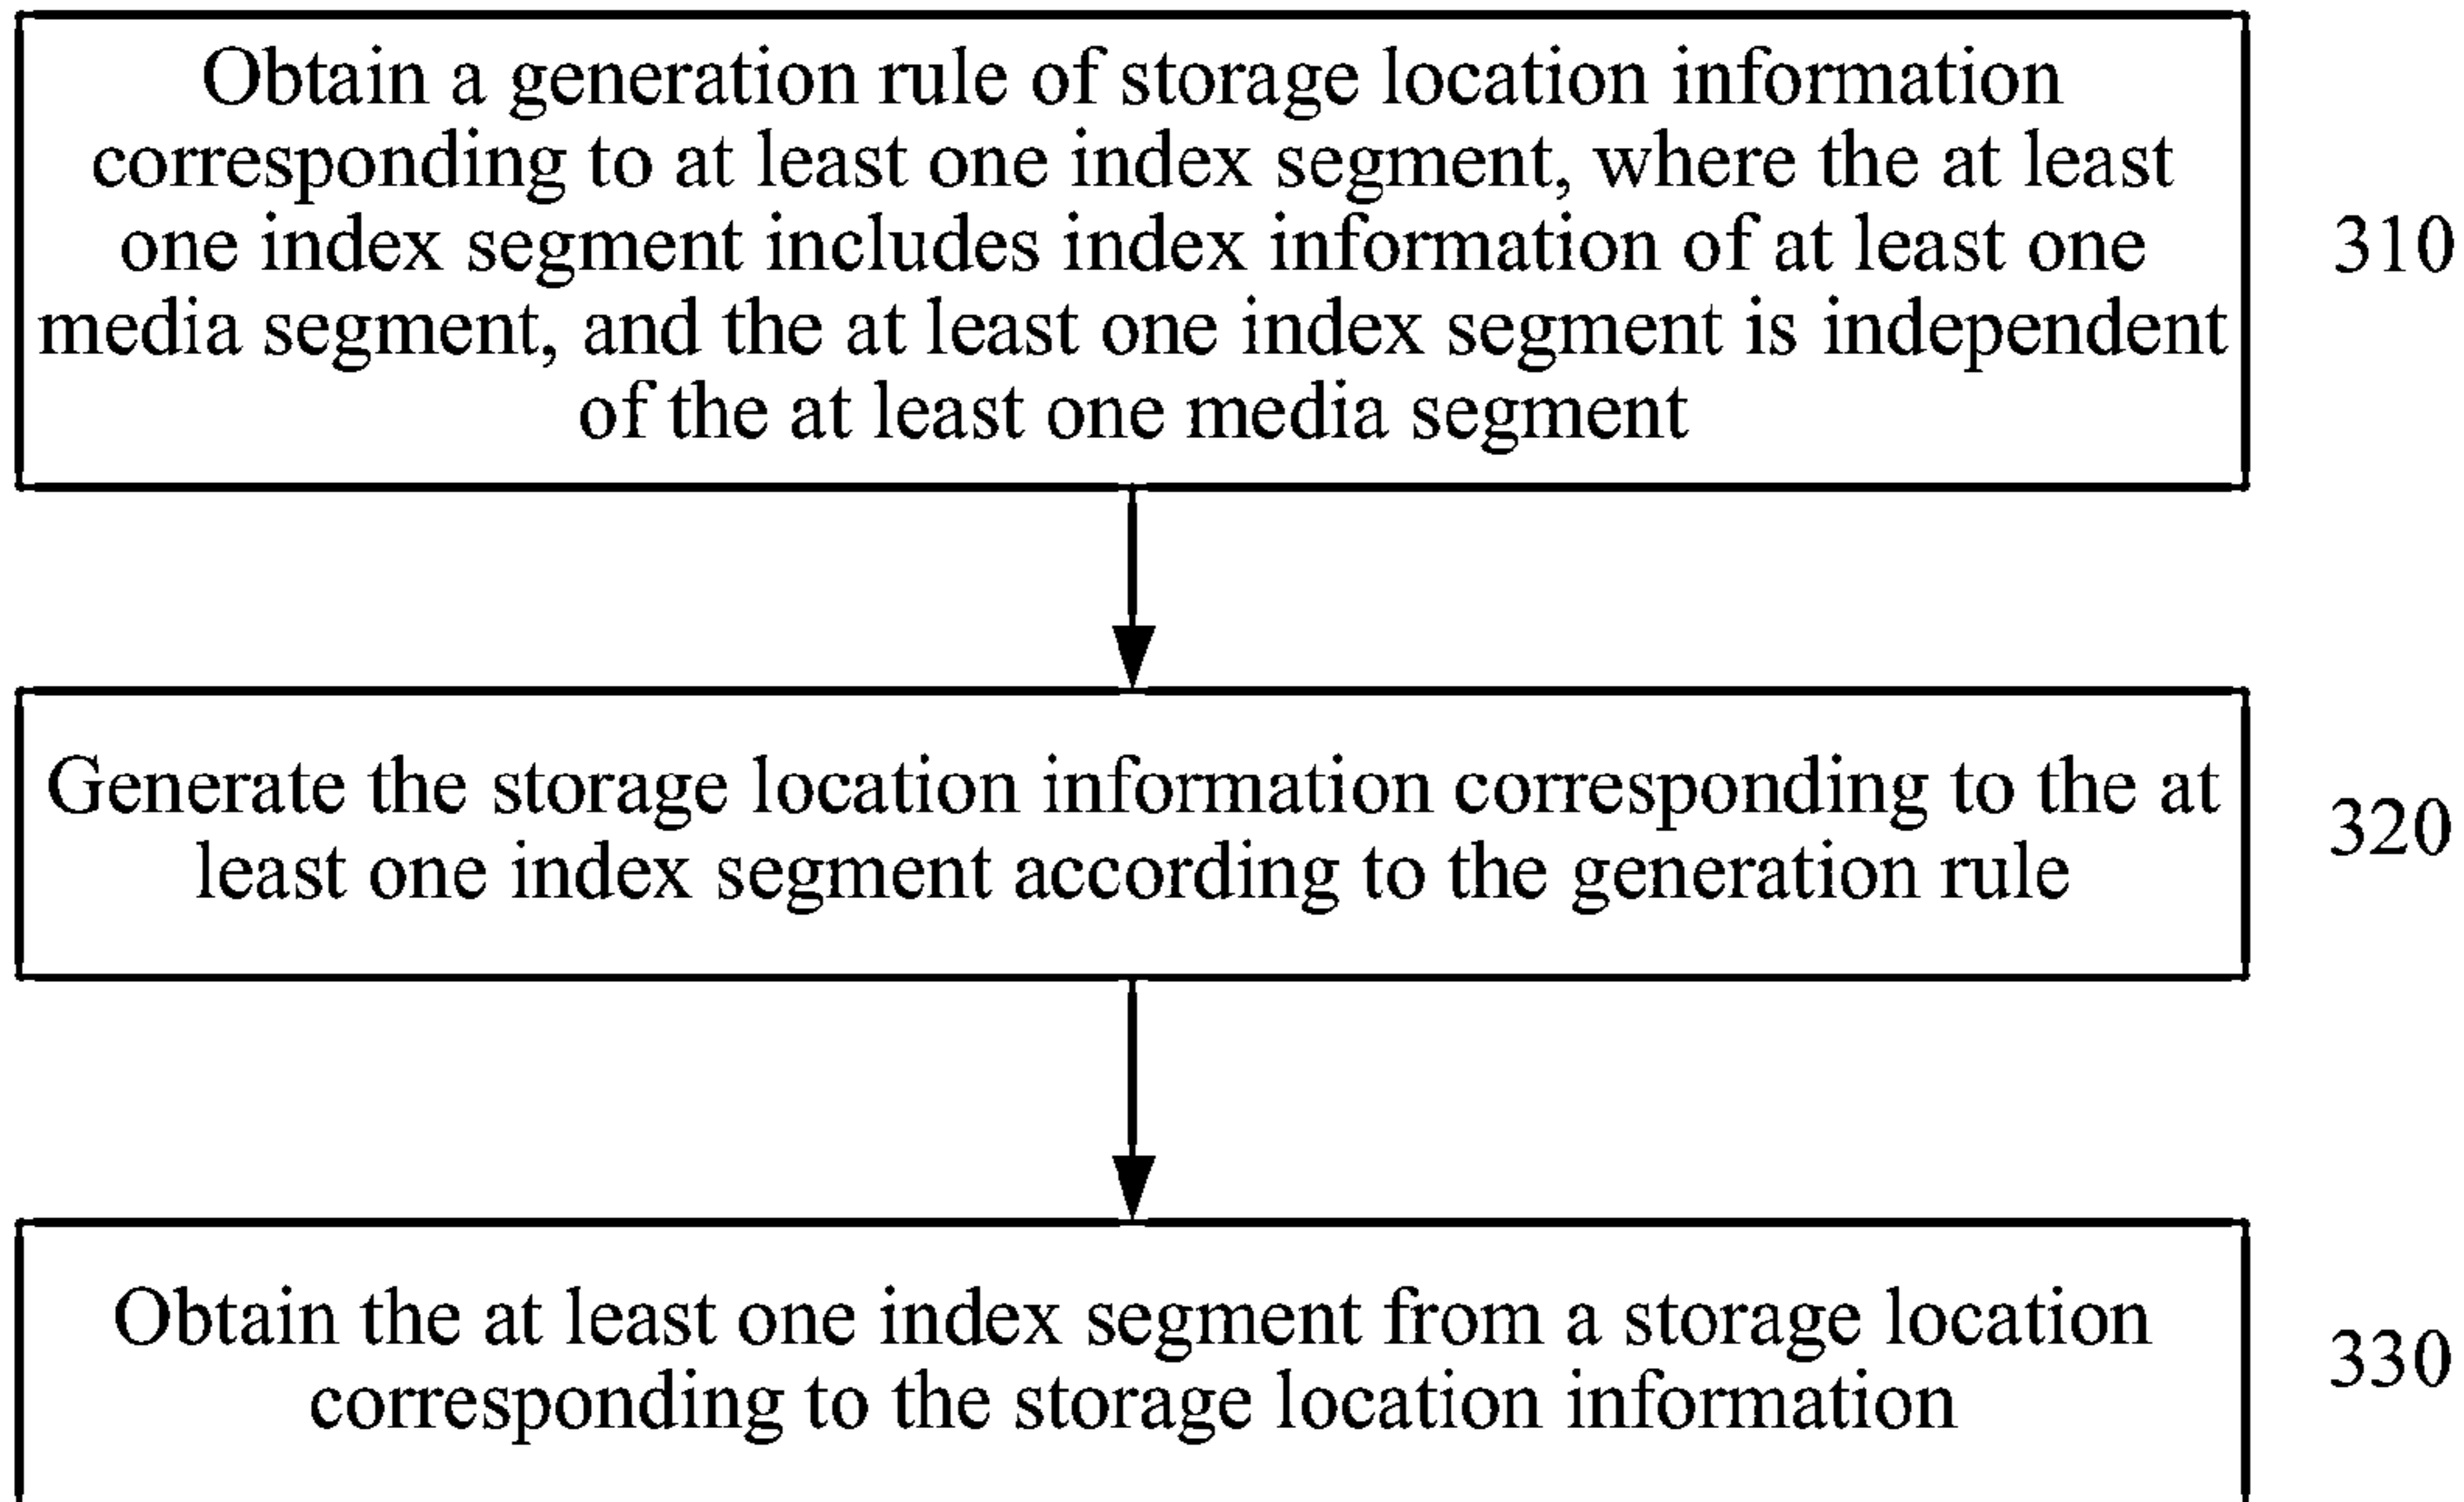 Obtain a generation rule of storage location information
corresponding to at least one index segment, where the at least
one index segment includes index information of at least one
media segment, and the at least one index segment is independent
of the at least one media segment
310
Generate the storage location information corresponding to the at
least one index segment according to the generation rule
320
Obtain the at least one index segment from a storage location
corresponding to the storage location information
330